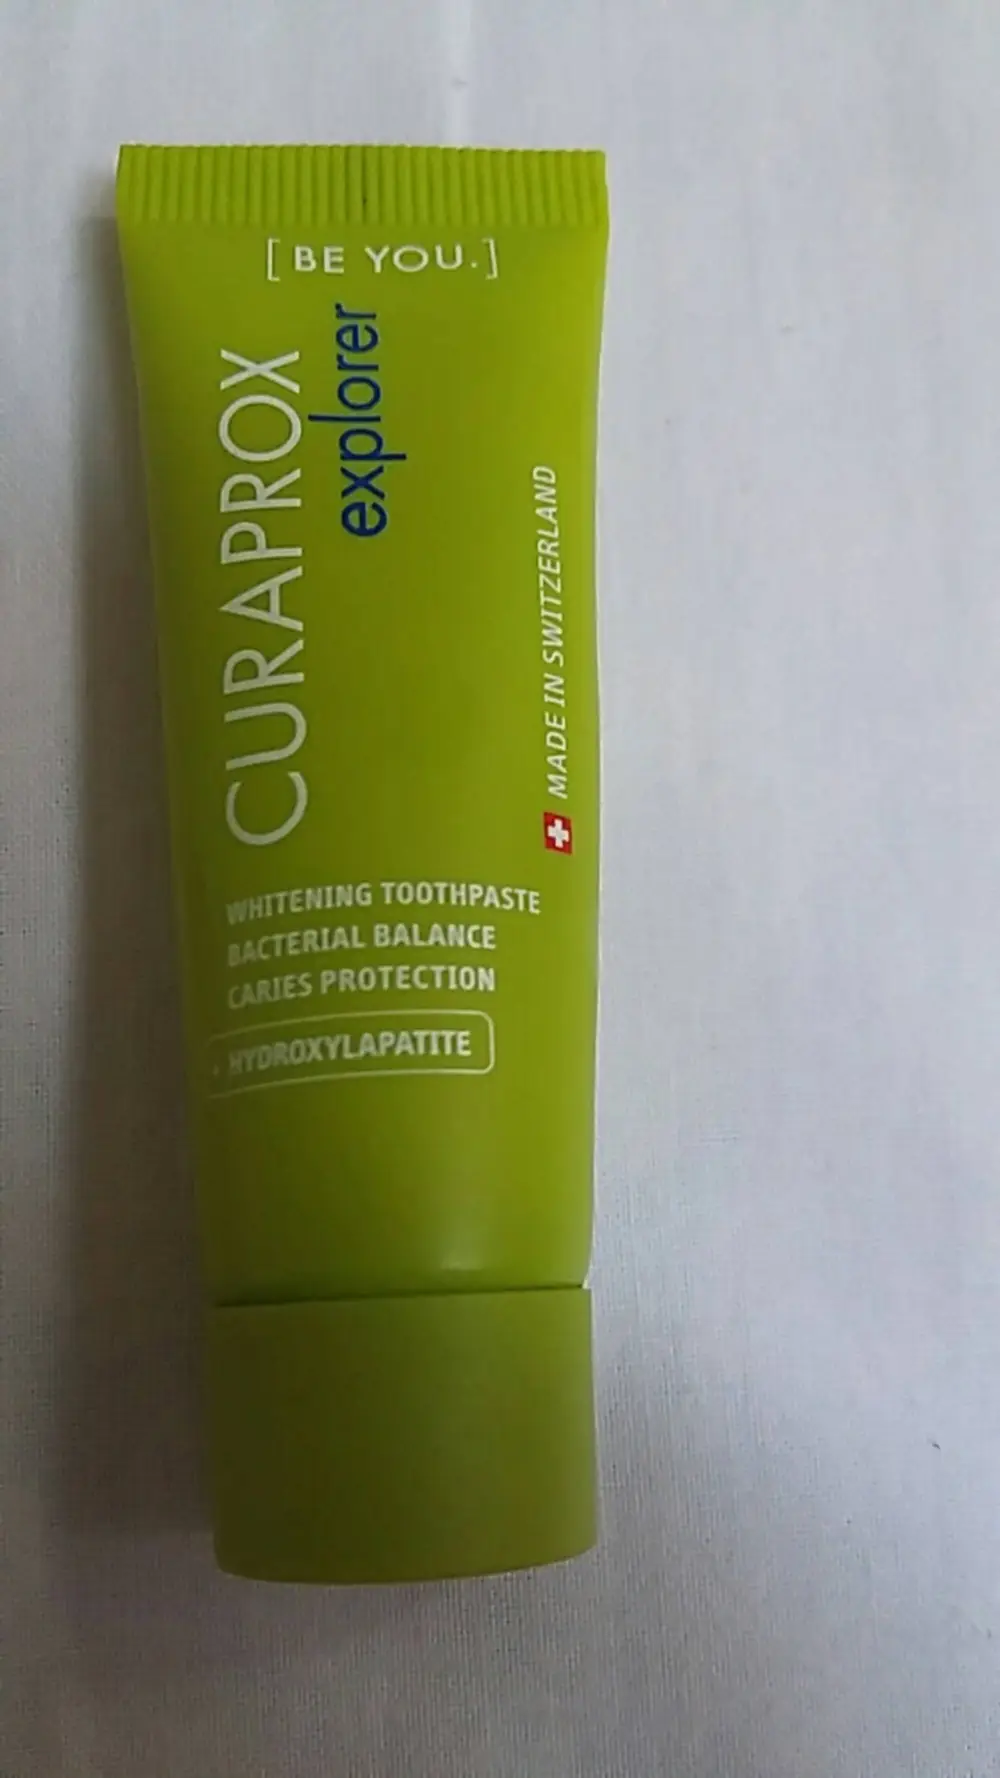 [ BE YOU. ]
CURAPROX
explorer
MADE IN SWITZERLAND
WHITENING TOOTHPASTE
BACTERIAL BALANCE
CARIES PROTECTION
HYDROXYLAPATITE